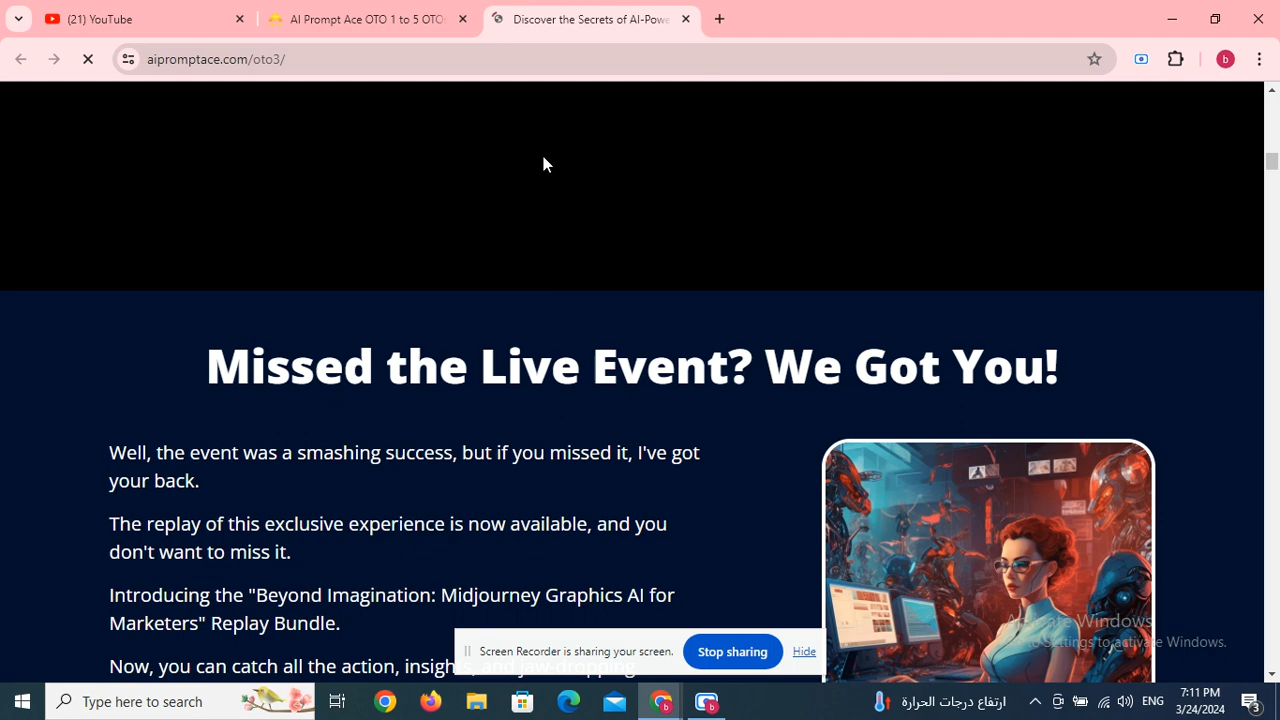 (21) YouTube
AI Prompt Ace OTO 1 to 5 OTO
Discover the Secrets of AI-Powe
aipromptace.com/oto3/
b
Missed the Live Event? We Got You!
Well, the event was a smashing success, but if you missed it, I've got
your back.
The replay of this exclusive experience is now available, and you
don't want to miss it.
Introducing the "Beyond Imagination: Midjourney Graphics AI for
Marketers" Replay Bundle.
Now, you can catch all the action, insights, and jaw-dropping
Activate Windows
to Settings to activate Windows.
Screen Recorder is sharing your screen.
Stop sharing
Hide
Type here to search
b
b
ارتفاع درجات الحرارة
ENG
7:11 PM
3/24/2024
3